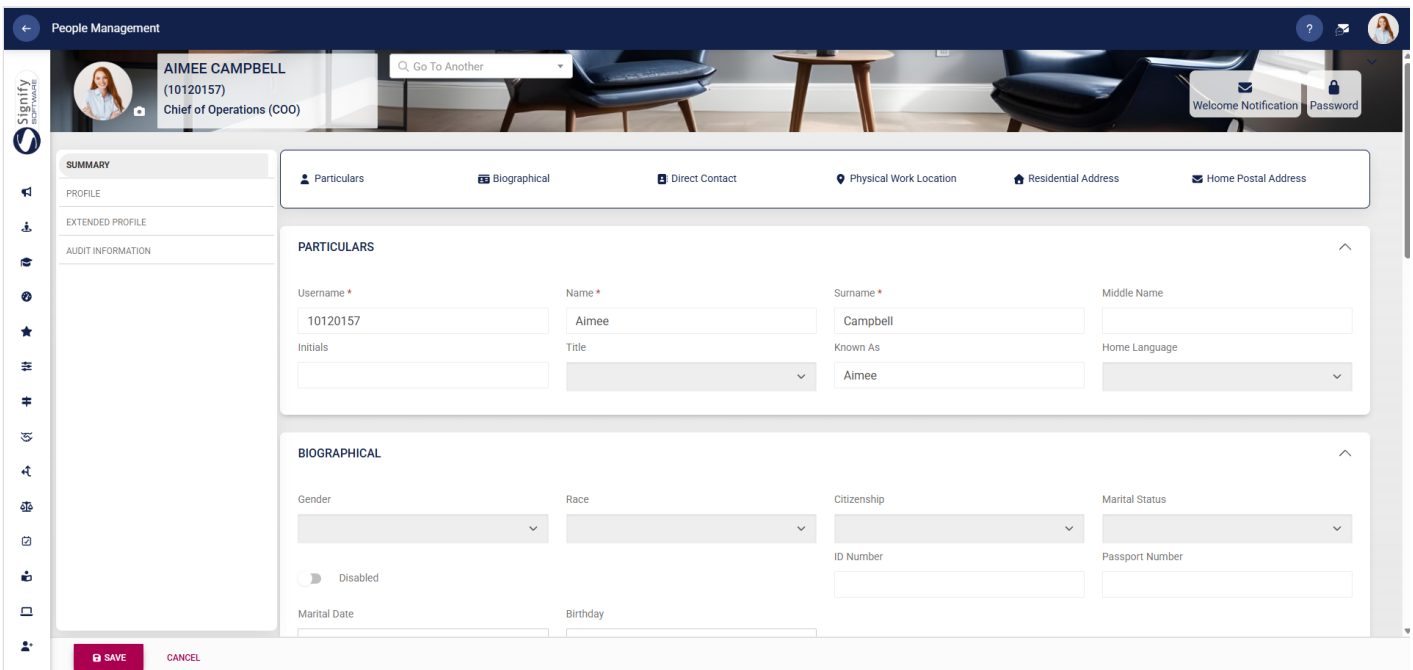 People Management
?
Signify
SOFTWARE
AIMEE CAMPBELL
(10120157)
Chief of Operations (COO)
Go To Another
Welcome Notification
Password
SUMMARY
PROFILE
EXTENDED PROFILE
AUDIT INFORMATION
Particulars
Biographical
Direct Contact
Physical Work Location
Residential Address
Home Postal Address
PARTICULARS
Username *
Name *
Surname *
Middle Name
10120157
Aimee
Campbell
Initials
Title
Known As
Home Language
Aimee
BIOGRAPHICAL
Gender
Race
Citizenship
Marital Status
ID Number
Passport Number
Disabled
Marital Date
Birthday
SAVE
CANCEL